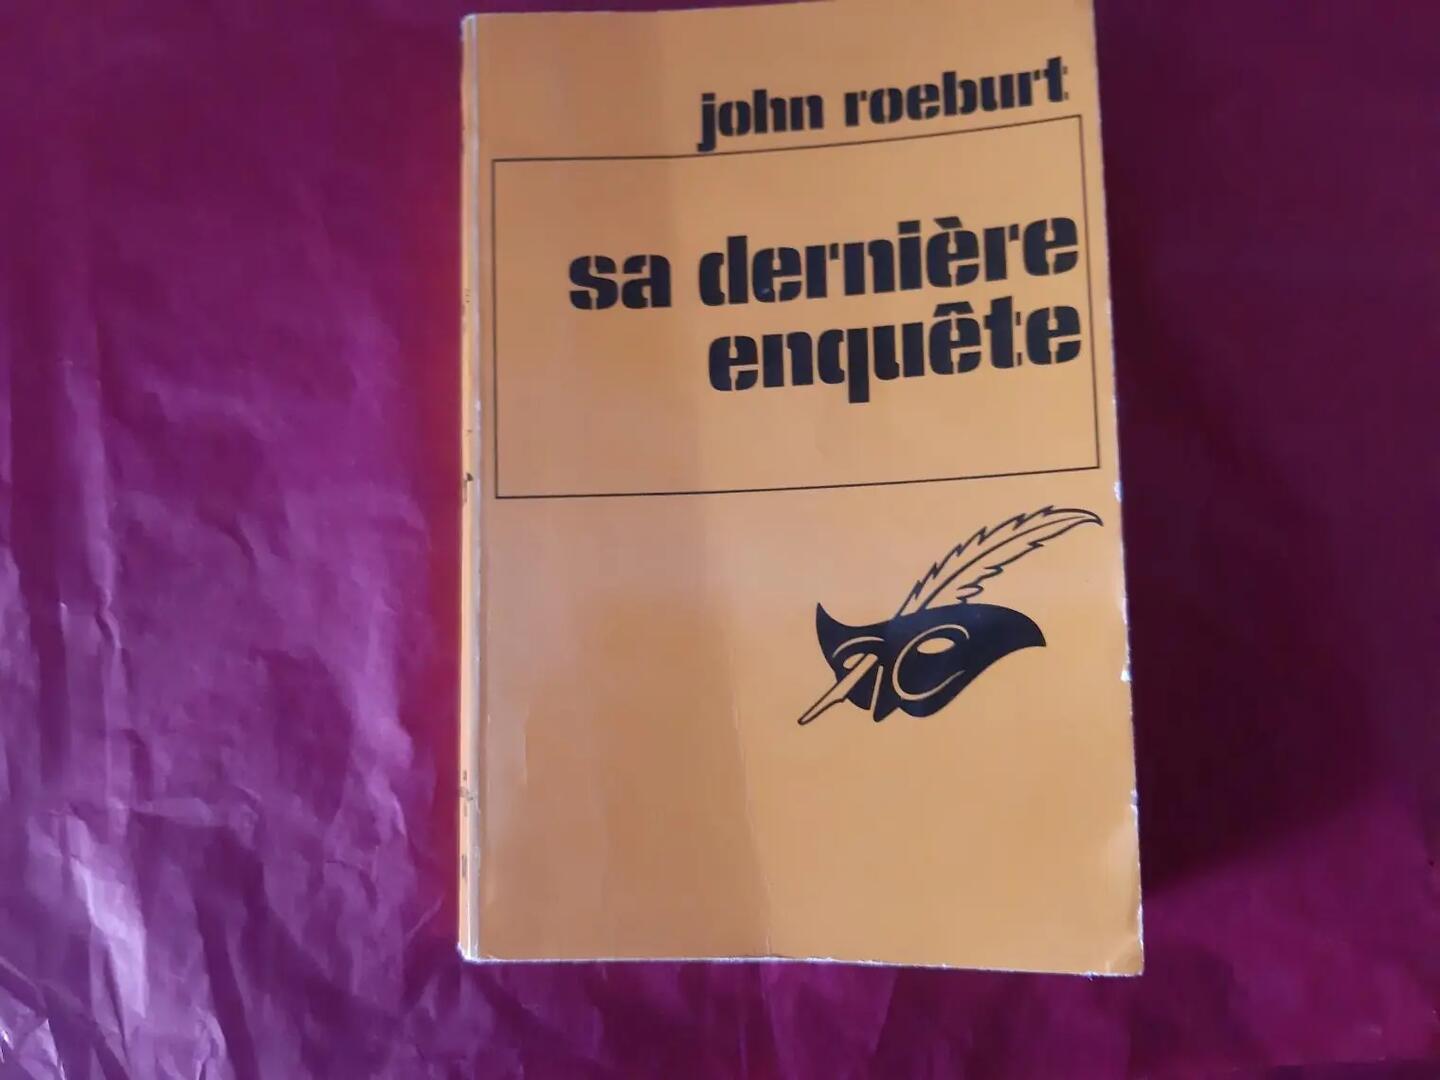 john roeburt
sa dernière
enquête